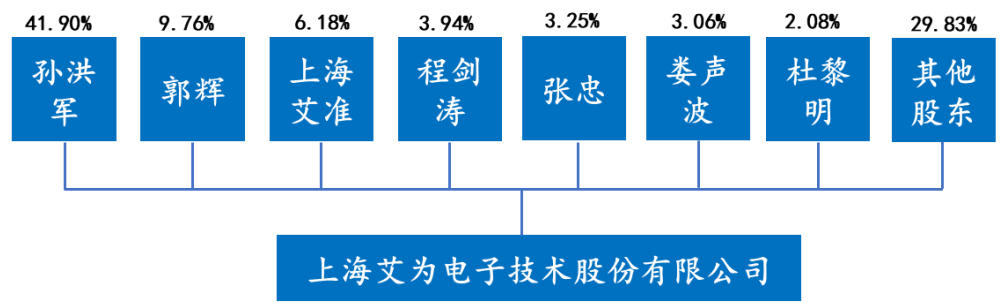 41.90% 9.76% 6.18% 3.94% 3.25% 3.06% 2.08% 29.83%
孙洪军
郭辉
上海艾准
程剑涛
张忠
娄声波
杜黎明
其他股东
上海艾为电子技术股份有限公司